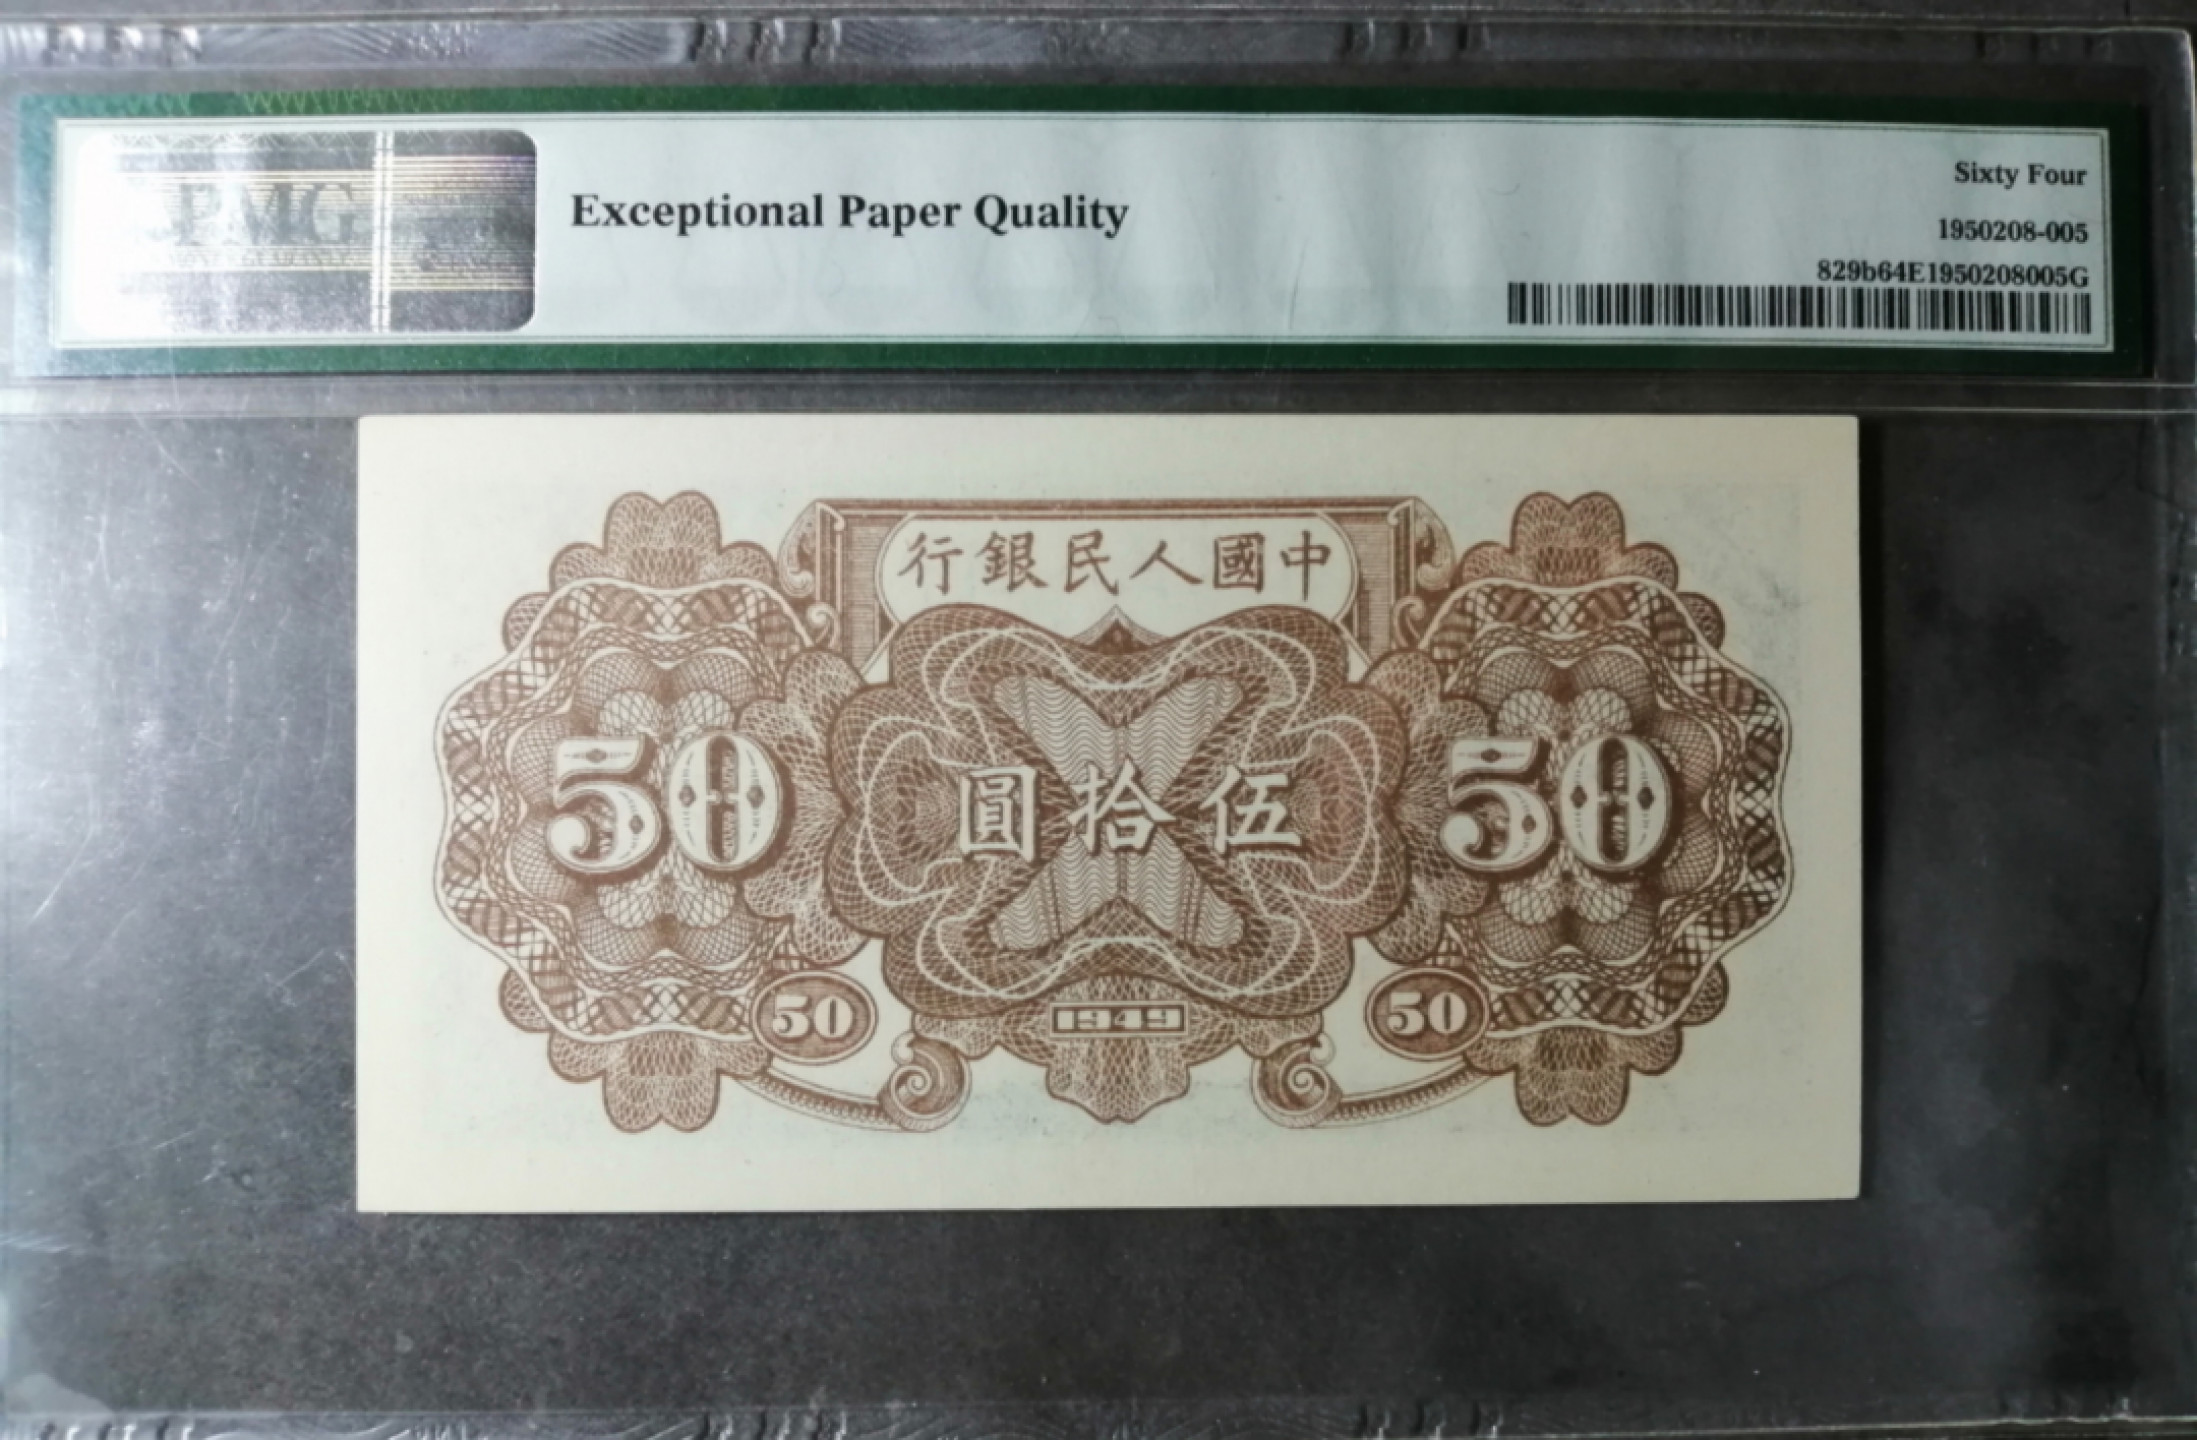 PMG
Exceptional Paper Quality
Sixty Four
1950208-005
829b64E1950208005G
行銀民人國中
50
圓拾伍
50
50
1949
50